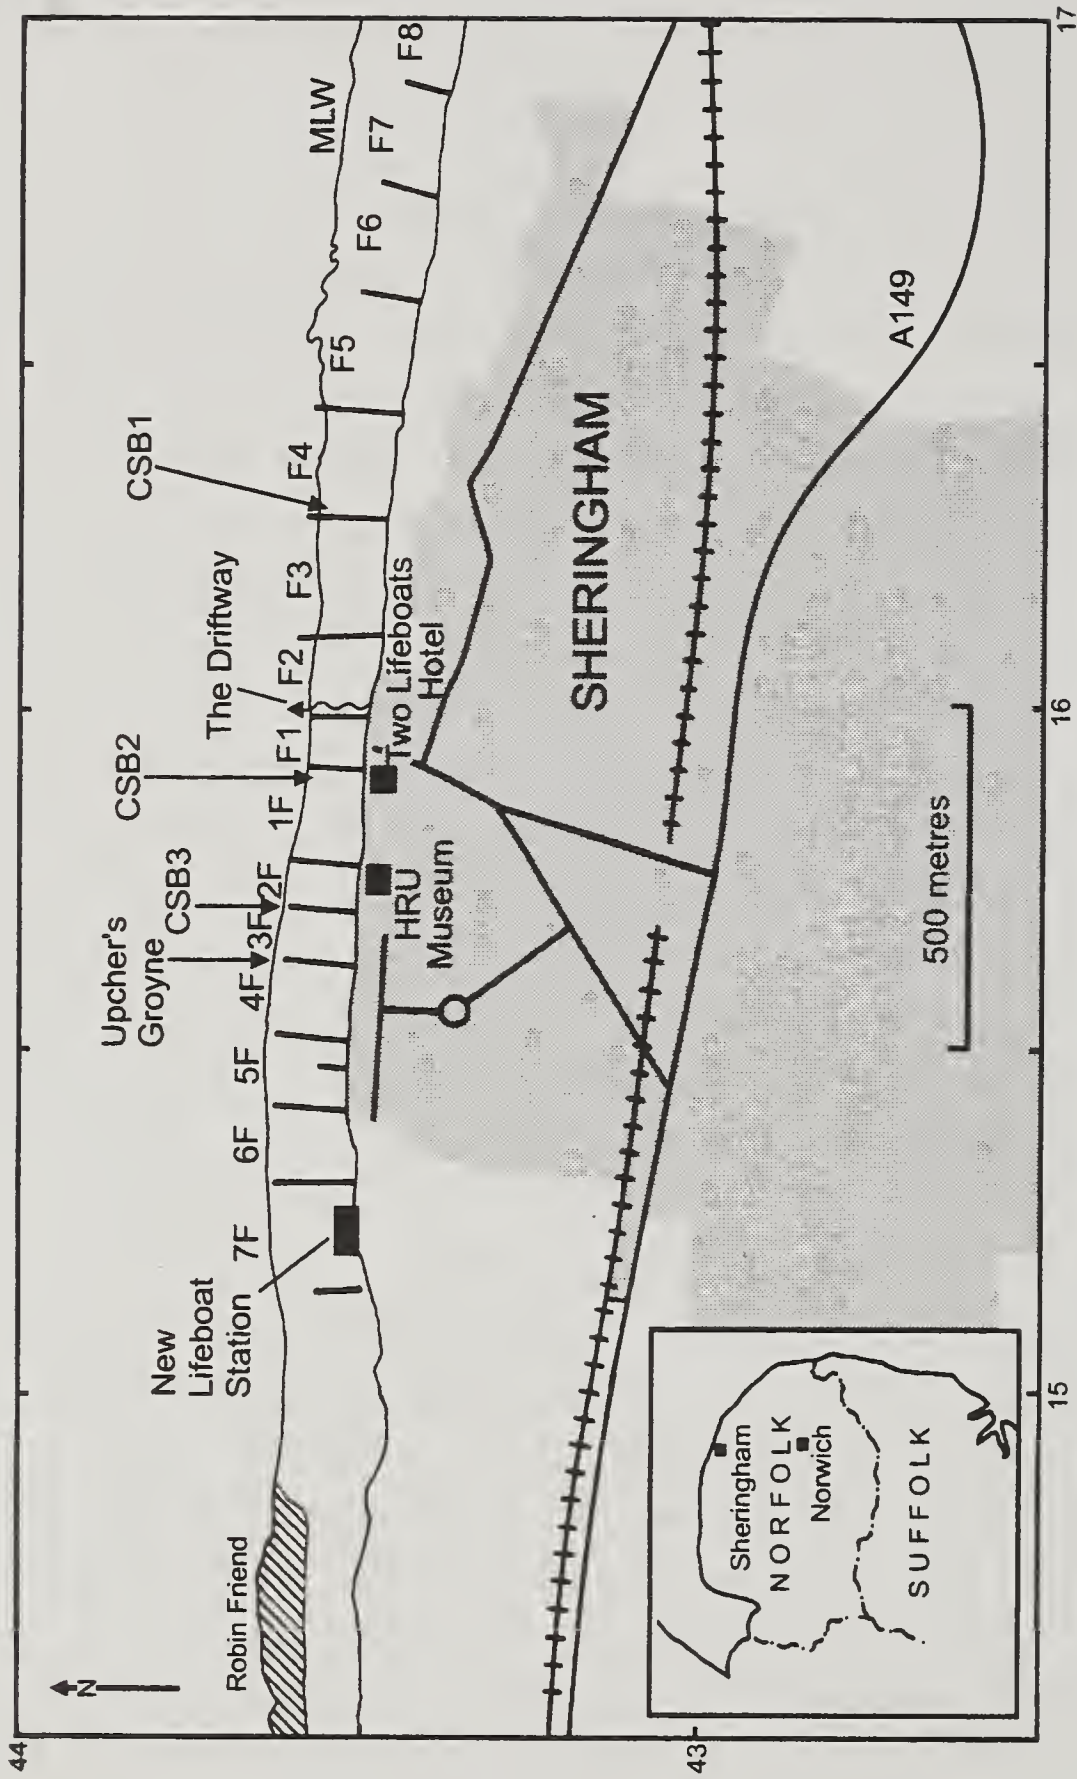 44
43
15
16
17
N
Robin Friend
New
Lifeboat
Station
7F
6F
5F
4F
3F
2F
1F
F1
F2
F3
F4
F5
F6
F7
F8
MLW
Upcher's
Groyne
CSB3
CSB2
The Driftway
CSB1
HRU
Museum
Two Lifeboats
Hotel
SHERINGHAM
A149
500 metres
Sheringham
NORFOLK
Norwich
SUFFOLK